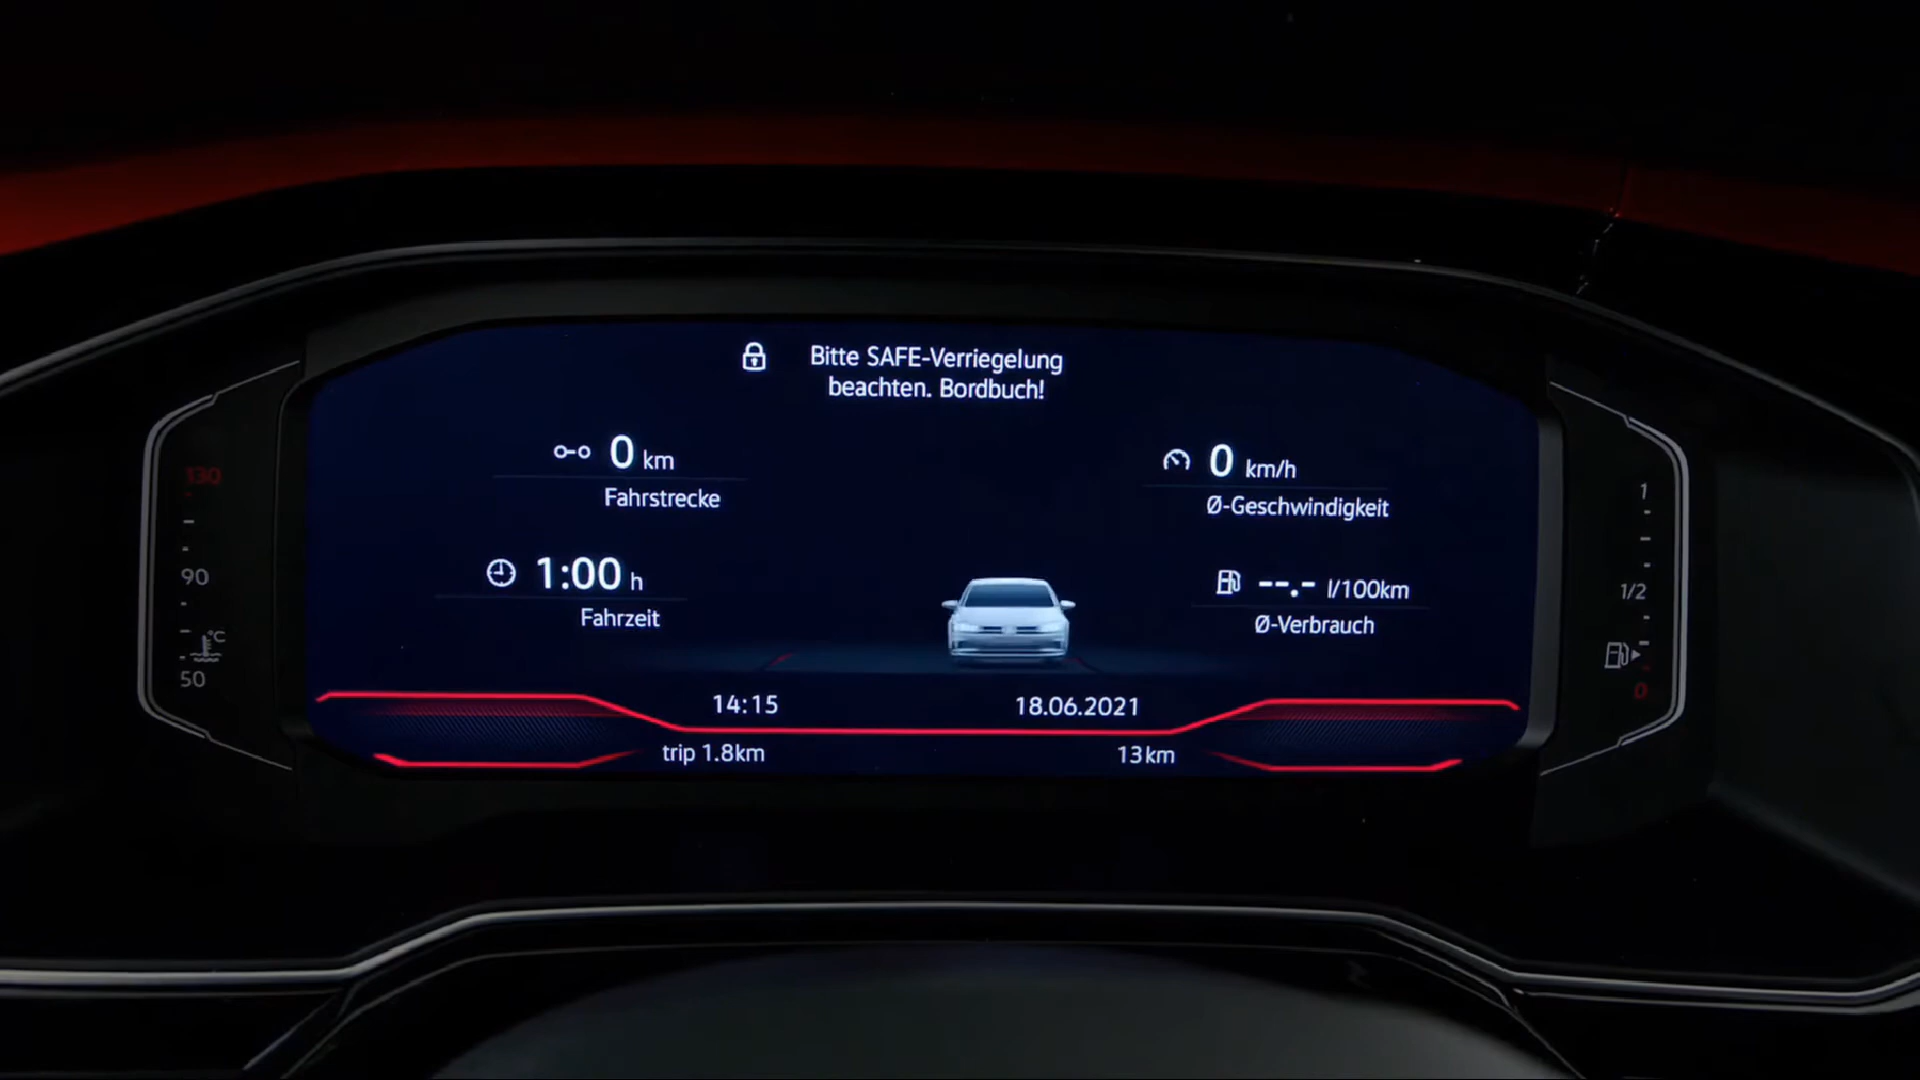 Bitte SAFE-Verriegelung
beachten. Bordbuch!
0 km
Fahrstrecke
0 km/h
Ø-Geschwindigkeit
1:00 h
Fahrzeit
--.- l/100km
Ø-Verbrauch
14:15
18.06.2021
trip 1.8km
13km
130
90
°C
50
1
1/2
0